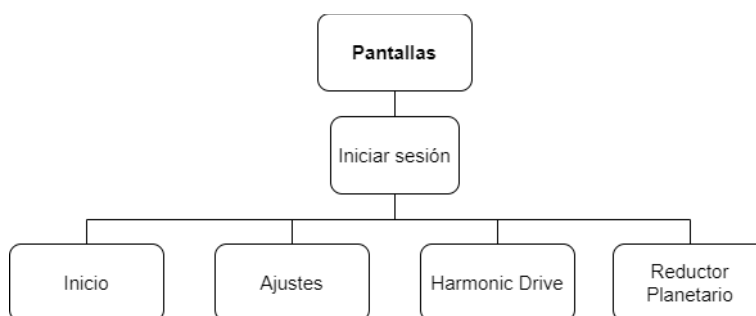 Pantallas
Iniciar sesión
Inicio
Ajustes
Harmonic Drive
Reductor
Planetario